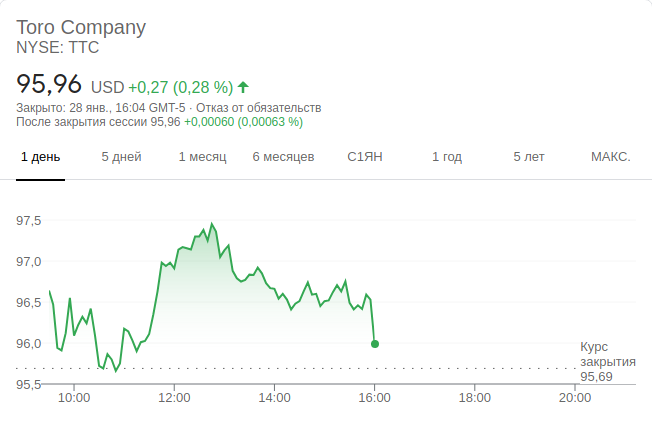 Toro Company
NYSE: TTC
95,96 USD +0,27 (0,28 %)
Закрыто: 28 янв., 16:04 GMT-5 · Отказ от обязательств
После закрытия сессии 95,96 +0,00060 (0,00063 %)
1 день 5 дней 1 месяц 6 месяцев С1ЯН 1 год 5 лет МАКС.
97,5
97,0
96,5
96,0
Курс
закрытия
95,69
95,5
10:00 12:00 14:00 16:00 18:00 20:00